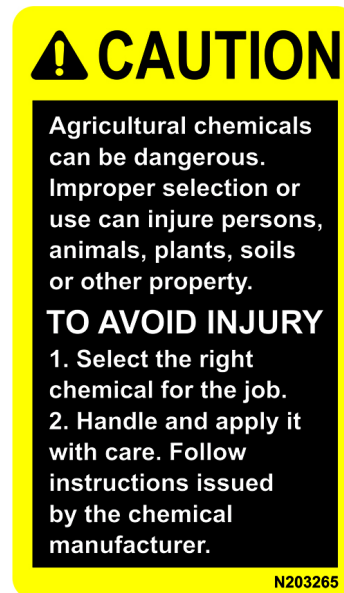 CAUTION
Agricultural chemicals
can be dangerous.
Improper selection or
use can injure persons,
animals, plants, soils
or other property.
TO AVOID INJURY
1. Select the right
chemical for the job.
2. Handle and apply it
with care. Follow
instructions issued
by the chemical
manufacturer.
N203265